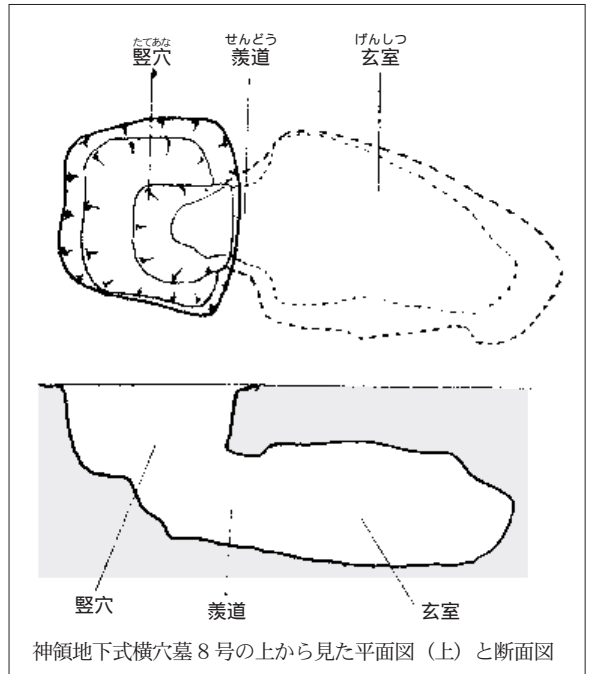 たてあな せんどう げんしつ
竪穴 羨道 玄室
竪穴 羨道 玄室
神領地下式横穴墓8号の上から見た平面図（上）と断面図